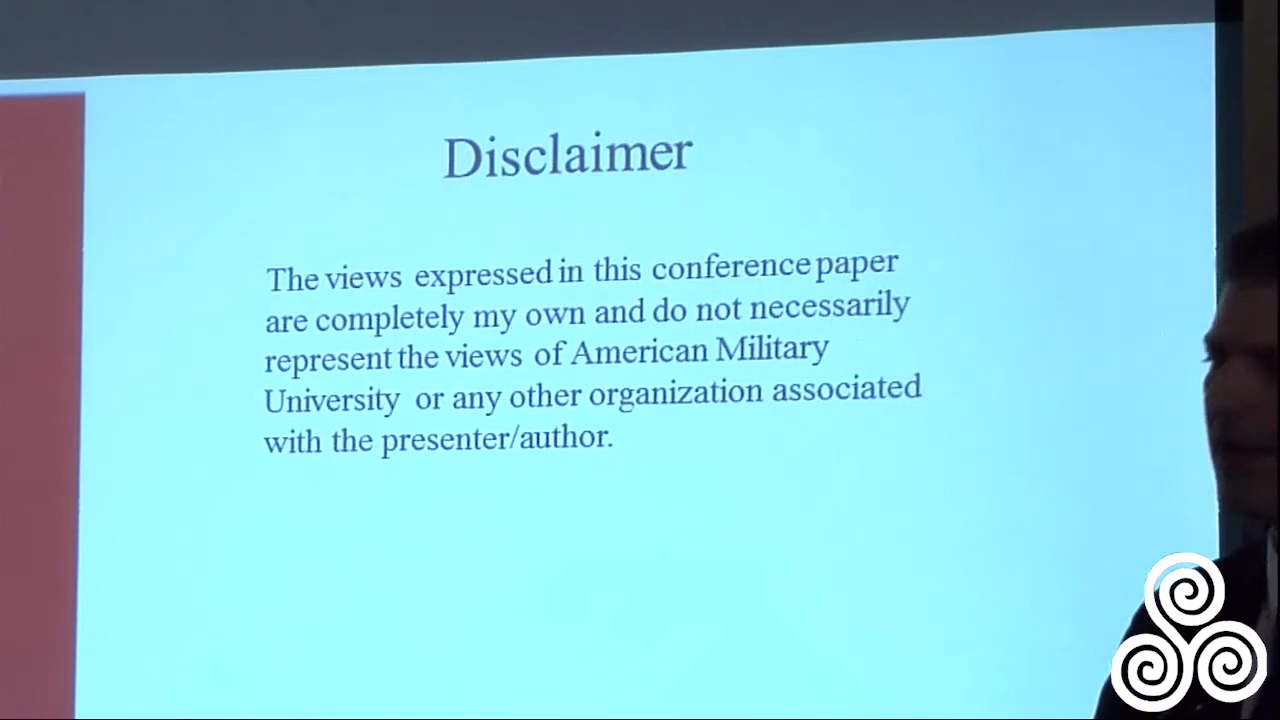 Disclaimer
The views expressed in this conference paper
are completely my own and do not necessarily
represent the views of American Military
University or any other organization associated
with the presenter/author.